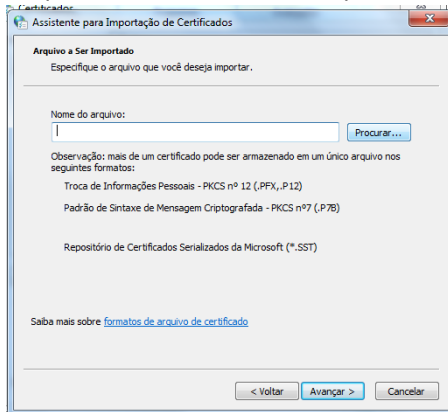 Certificados
Assistente para Importação de Certificados
Arquivo a Ser Importado
Especifique o arquivo que você deseja importar.
Nome do arquivo:
Procurar...
Observação: mais de um certificado pode ser armazenado em um único arquivo nos
seguintes formatos:
Troca de Informações Pessoais - PKCS nº 12 (.PFX,.P12)
Padrão de Sintaxe de Mensagem Criptografada - PKCS nº7 (.P7B)
Repositório de Certificados Serializados da Microsoft (*.SST)
Saiba mais sobre formatos de arquivo de certificado
< Voltar Avançar > Cancelar